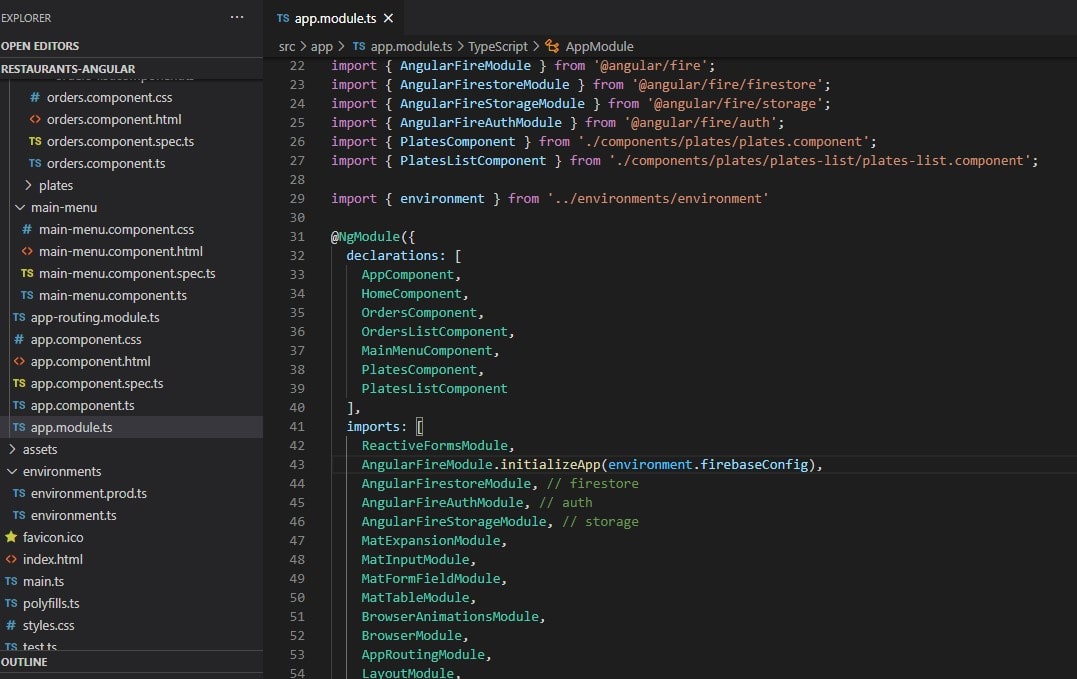 EXPLORER
OPEN EDITORS
RESTAURANTS-ANGULAR
# orders.component.css
<> orders.component.html
TS orders.component.spec.ts
TS orders.component.ts
plates
main-menu
# main-menu.component.css
<> main-menu.component.html
TS main-menu.component.spec.ts
TS main-menu.component.ts
TS app-routing.module.ts
# app.component.css
<> app.component.html
TS app.component.spec.ts
TS app.component.ts
TS app.module.ts
assets
environments
TS environment.prod.ts
TS environment.ts
favicon.ico
<> index.html
TS main.ts
TS polyfills.ts
# styles.css
TS test.ts
OUTLINE
TS app.module.ts
src > app > TS app.module.ts > TypeScript > AppModule
22 import { AngularFireModule } from '@angular/fire';
23 import { AngularFirestoreModule } from '@angular/fire/firestore';
24 import { AngularFireStorageModule } from '@angular/fire/storage';
25 import { AngularFireAuthModule } from '@angular/fire/auth';
26 import { PlatesComponent } from './components/plates/plates.component';
27 import { PlatesListComponent } from './components/plates/plates-list/plates-list.component';
28
29 import { environment } from '../environments/environment'
30
31 @NgModule({
32 declarations: [
33 AppComponent,
34 HomeComponent,
35 OrdersComponent,
36 OrdersListComponent,
37 MainMenuComponent,
38 PlatesComponent,
39 PlatesListComponent
40 ],
41 imports: [
42 ReactiveFormsModule,
43 AngularFireModule.initializeApp(environment.firebaseConfig),
44 AngularFirestoreModule, // firestore
45 AngularFireAuthModule, // auth
46 AngularFireStorageModule, // storage
47 MatExpansionModule,
48 MatInputModule,
49 MatFormFieldModule,
50 MatTableModule,
51 BrowserAnimationsModule,
52 BrowserModule,
53 AppRoutingModule,
54 LayoutModule,